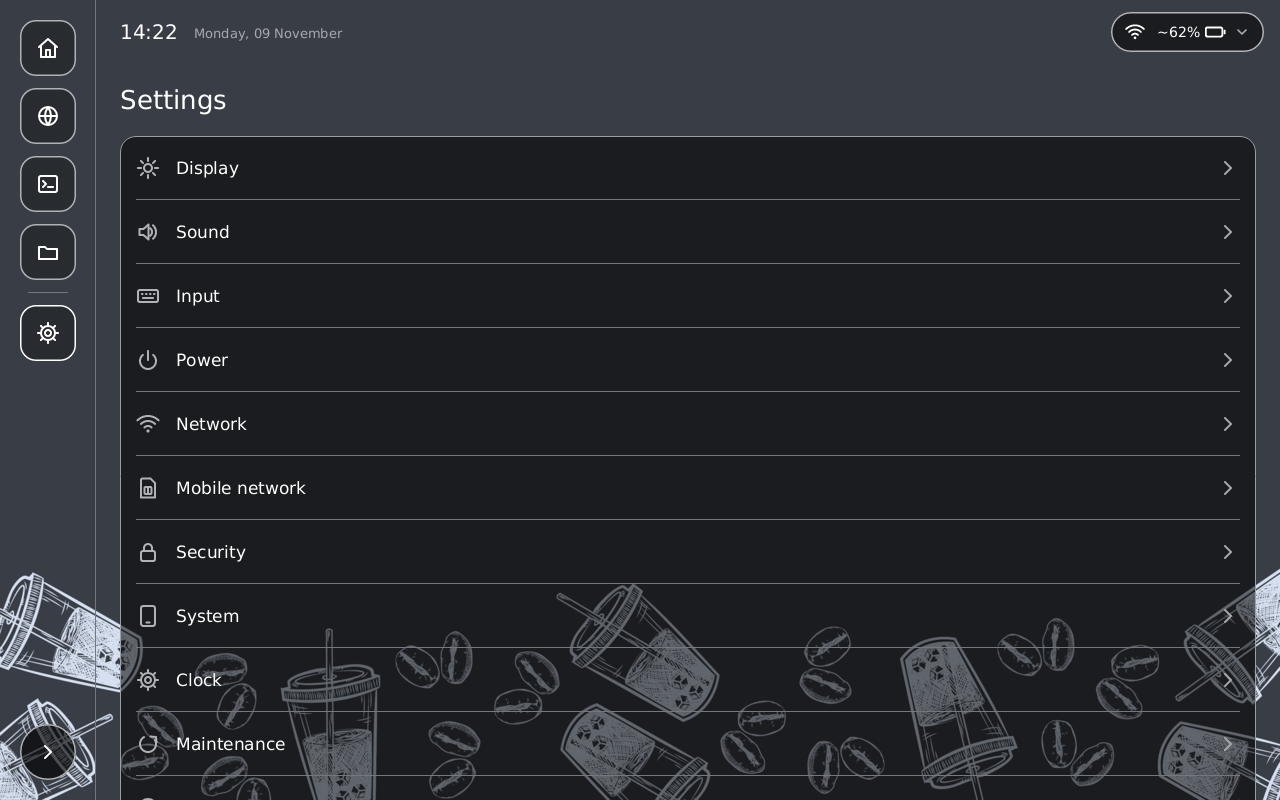 14:22 Monday, 09 November
~62%
Settings
Display
Sound
Input
Power
Network
Mobile network
Security
System
Clock
Maintenance